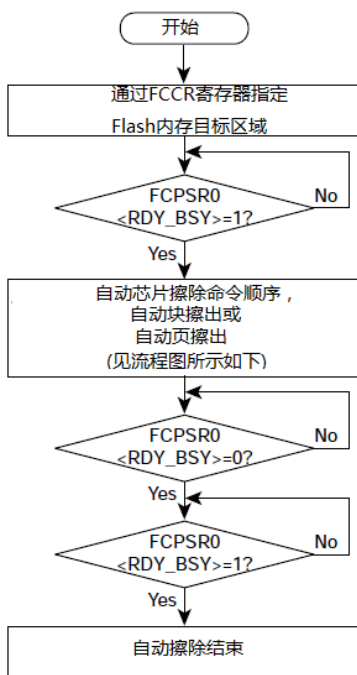 开始
通过FCCR寄存器指定
Flash内存目标区域
FCPSR0
<RDY_BSY>=1?
No
Yes
自动芯片擦除命令顺序，
自动块擦出或
自动页擦出
(见流程图所示如下)
FCPSR0
<RDY_BSY>=0?
No
Yes
FCPSR0
<RDY_BSY>=1?
No
Yes
自动擦除结束